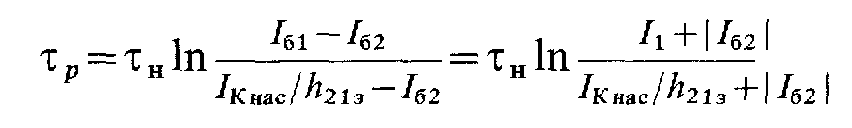 τ_р = τ_н ln (I_б1 − I_б2) / (I_К нас / h_21э − I_б2) = τ_н ln (I_1 + |I_б2|) / (I_К нас / h_21э + |I_б2|)